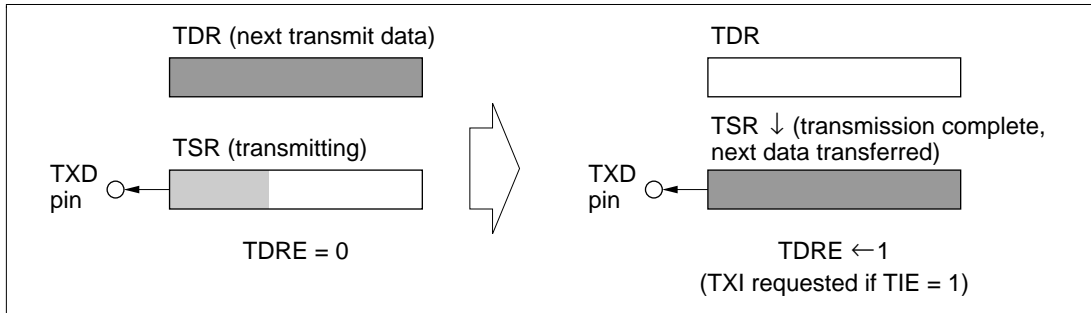 TDR (next transmit data)
TSR (transmitting)
TXD
pin
TDRE = 0
TDR
TSR ↓ (transmission complete,
next data transferred)
TXD
pin
TDRE ←1
(TXI requested if TIE = 1)